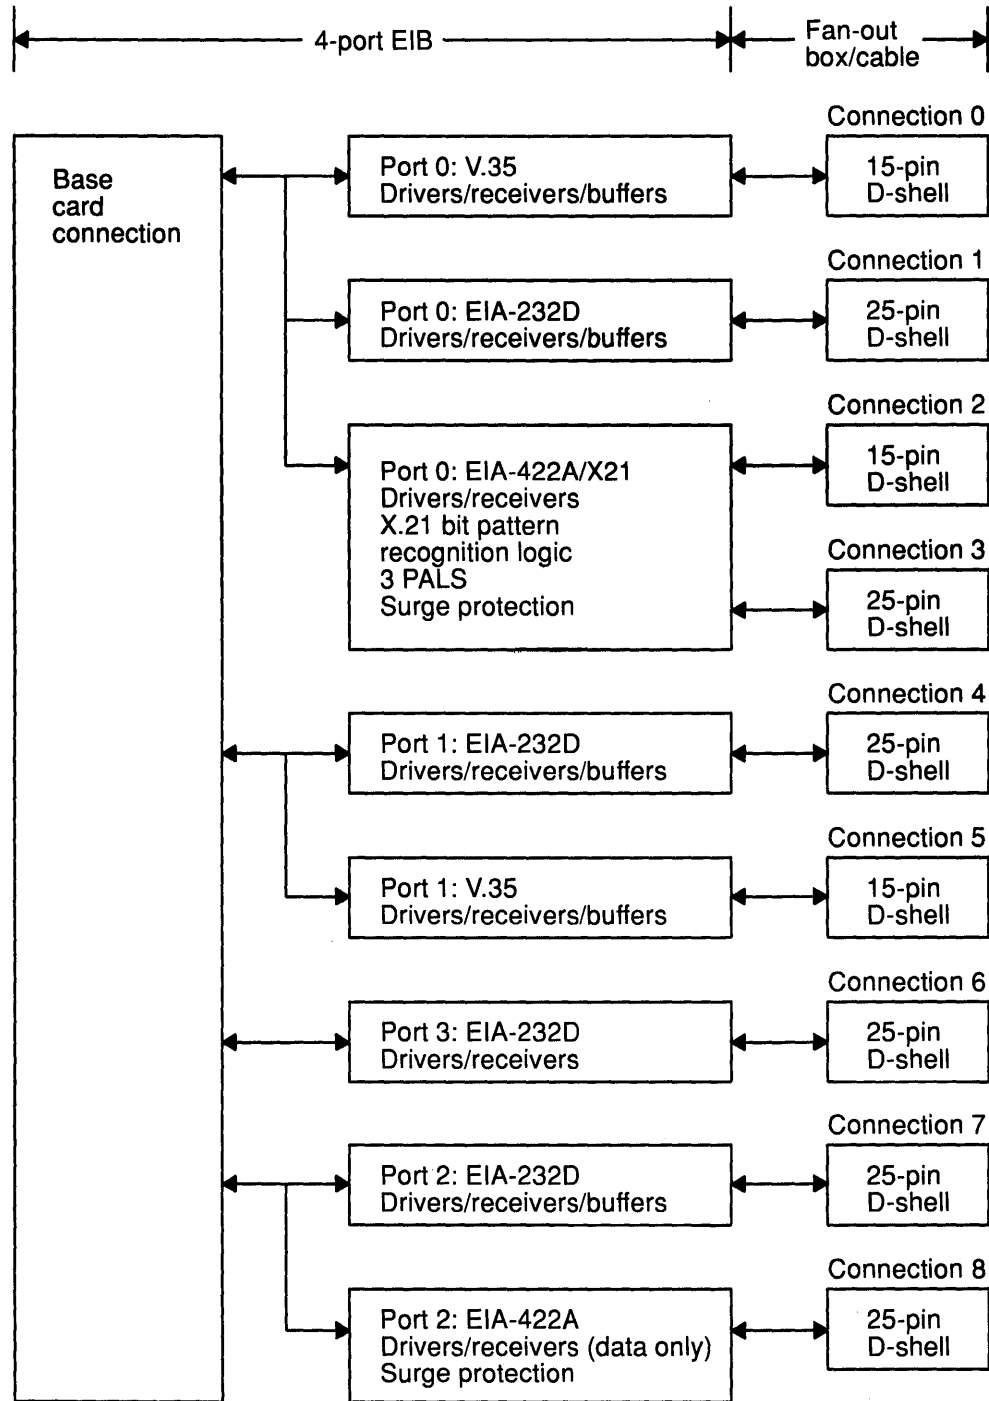 4-port EIB
Fan-out
box/cable
Base
card
connection
Connection 0
Port 0: V.35
Drivers/receivers/buffers
15-pin
D-shell
Connection 1
Port 0: EIA-232D
Drivers/receivers/buffers
25-pin
D-shell
Connection 2
Port 0: EIA-422A/X21
Drivers/receivers
X.21 bit pattern
recognition logic
3 PALS
Surge protection
15-pin
D-shell
Connection 3
25-pin
D-shell
Connection 4
Port 1: EIA-232D
Drivers/receivers/buffers
25-pin
D-shell
Connection 5
Port 1: V.35
Drivers/receivers/buffers
15-pin
D-shell
Connection 6
Port 3: EIA-232D
Drivers/receivers
25-pin
D-shell
Connection 7
Port 2: EIA-232D
Drivers/receivers/buffers
25-pin
D-shell
Connection 8
Port 2: EIA-422A
Drivers/receivers (data only)
Surge protection
25-pin
D-shell